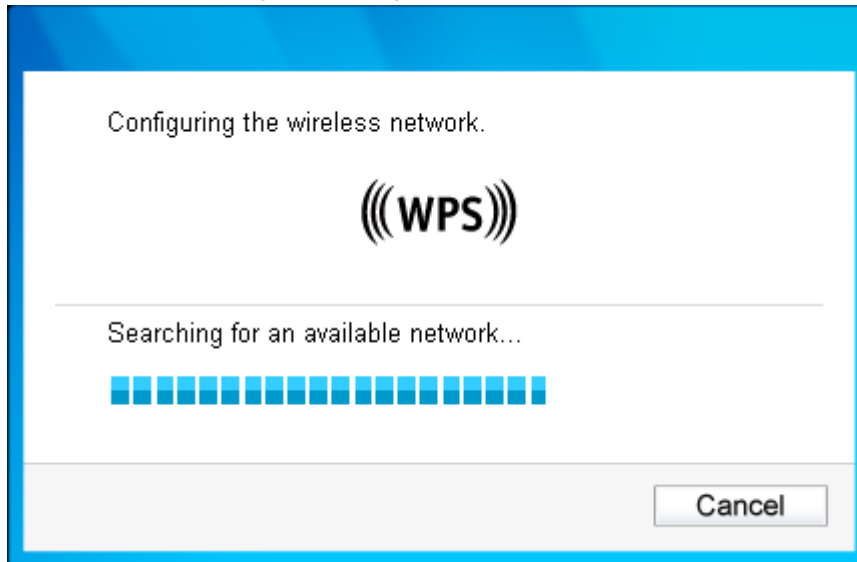 Configuring the wireless network.
WPS
Searching for an available network...
Cancel